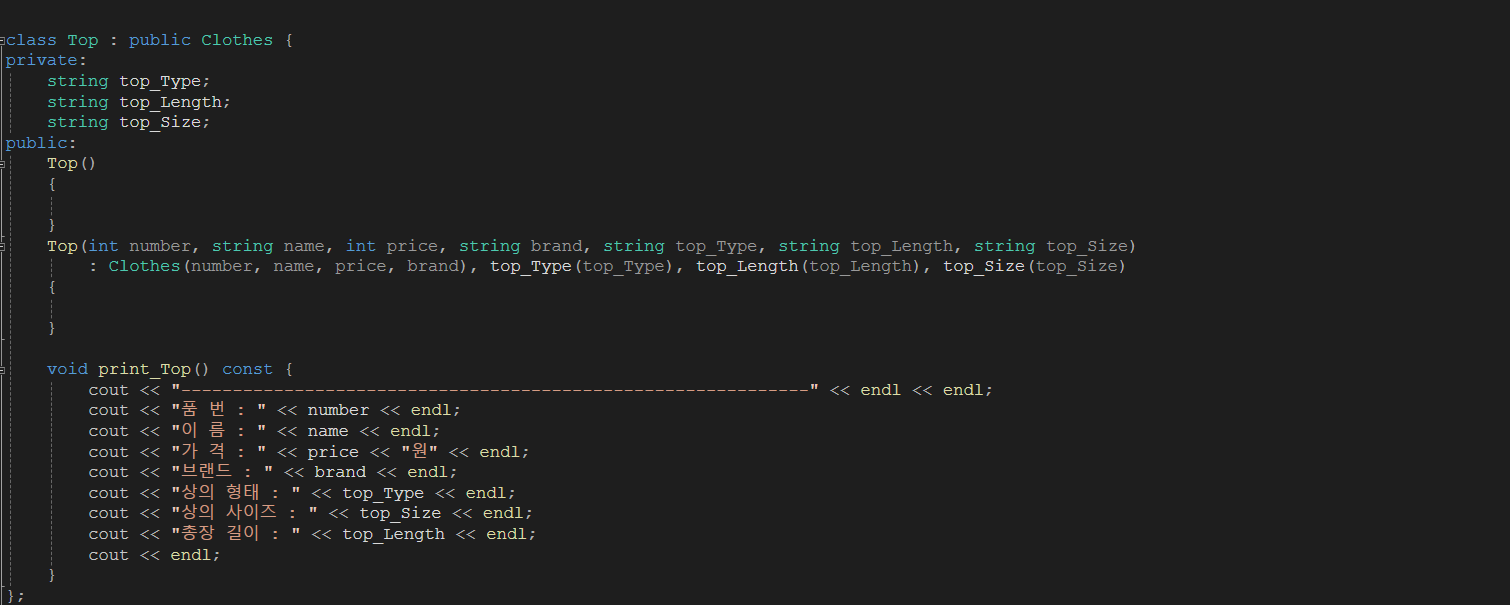 class Top : public Clothes {
private:
    string top_Type;
    string top_Length;
    string top_Size;
public:
    Top()
    {
    }
    Top(int number, string name, int price, string brand, string top_Type, string top_Length, string top_Size)
        : Clothes(number, name, price, brand), top_Type(top_Type), top_Length(top_Length), top_Size(top_Size)
    {
    }
    void print_Top() const {
        cout << "-------------------------------------------------------------" << endl << endl;
        cout << "품 번 : " << number << endl;
        cout << "이 름 : " << name << endl;
        cout << "가 격 : " << price << "원" << endl;
        cout << "브랜드 : " << brand << endl;
        cout << "상의 형태 : " << top_Type << endl;
        cout << "상의 사이즈 : " << top_Size << endl;
        cout << "총장 길이 : " << top_Length << endl;
        cout << endl;
    }
};